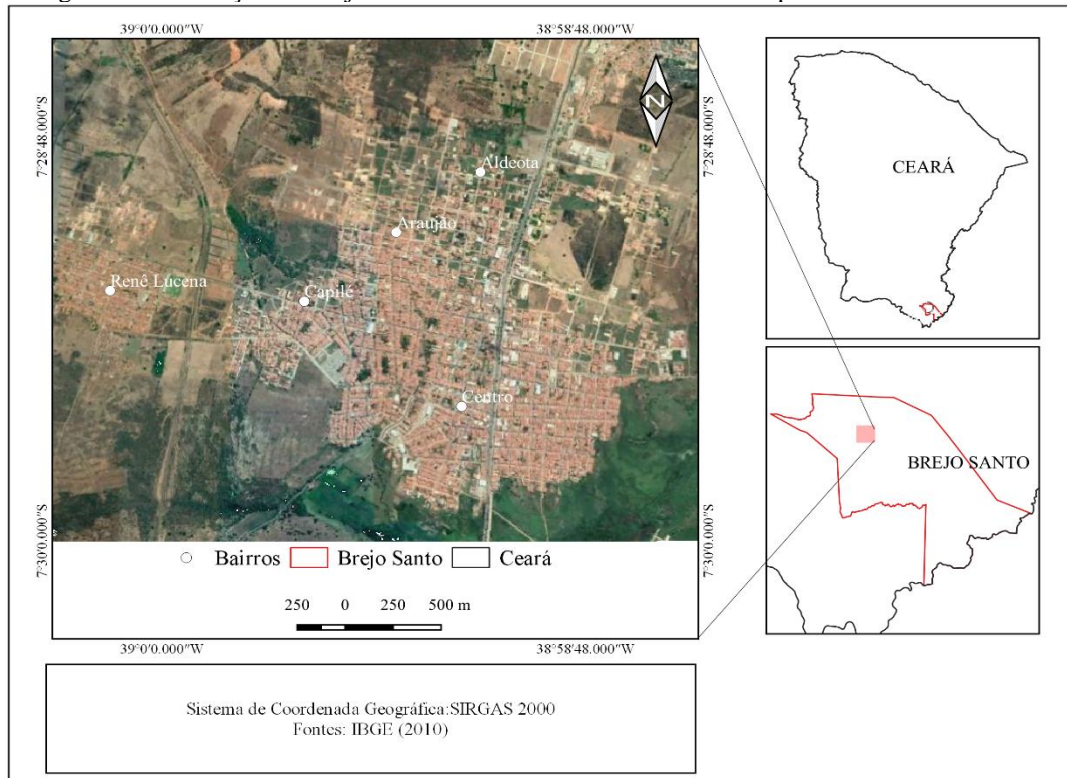 39°0'0.000"W 38°58'48.000"W
7°28'48.000"S 7°28'48.000"S
N
Aldeota
Araujão
Renê Lucena
Capilé
Centro
CEARÁ
BREJO SANTO
7°30'0.000"S 7°30'0.000"S
Bairros Brejo Santo Ceará
250 0 250 500 m
39°0'0.000"W 38°58'48.000"W
Sistema de Coordenada Geográfica:SIRGAS 2000
Fontes: IBGE (2010)